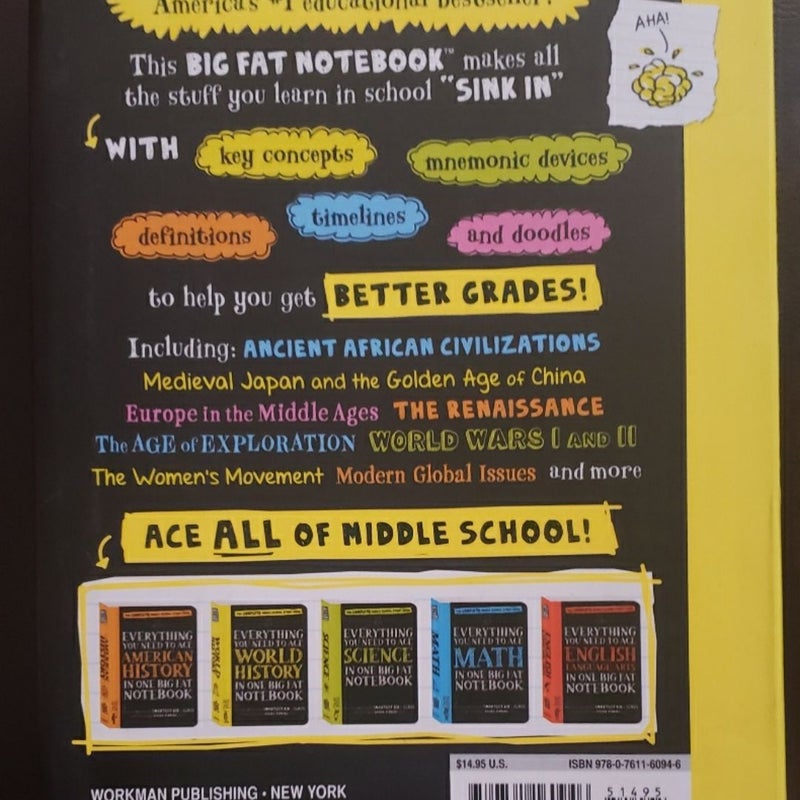 America's #1 educational bestseller!
AHA!
This BIG FAT NOTEBOOK™ makes all
the stuff you learn in school "SINK IN"
WITH key concepts mnemonic devices
definitions timelines and doodles
to help you get BETTER GRADES!
Including: ANCIENT AFRICAN CIVILIZATIONS
Medieval Japan and the Golden Age of China
Europe in the Middle Ages THE RENAISSANCE
The AGE of EXPLORATION WORLD WARS I AND II
The Women's Movement Modern Global Issues and more
ACE ALL OF MIDDLE SCHOOL!
EVERYTHING
YOU NEED TO ACE
AMERICAN
HISTORY
IN ONE BIG FAT
NOTEBOOK
EVERYTHING
YOU NEED TO ACE
WORLD
HISTORY
IN ONE BIG FAT
NOTEBOOK
SCIENCE
EVERYTHING
YOU NEED TO ACE
SCIENCE
IN ONE BIG FAT
NOTEBOOK
MATH
EVERYTHING
YOU NEED TO ACE
MATH
IN ONE BIG FAT
NOTEBOOK
EVERYTHING
YOU NEED TO ACE
ENGLISH
LANGUAGE ARTS
IN ONE BIG FAT
NOTEBOOK
WORKMAN PUBLISHING • NEW YORK
$14.95 U.S. ISBN 978-0-7611-6094-6
51495